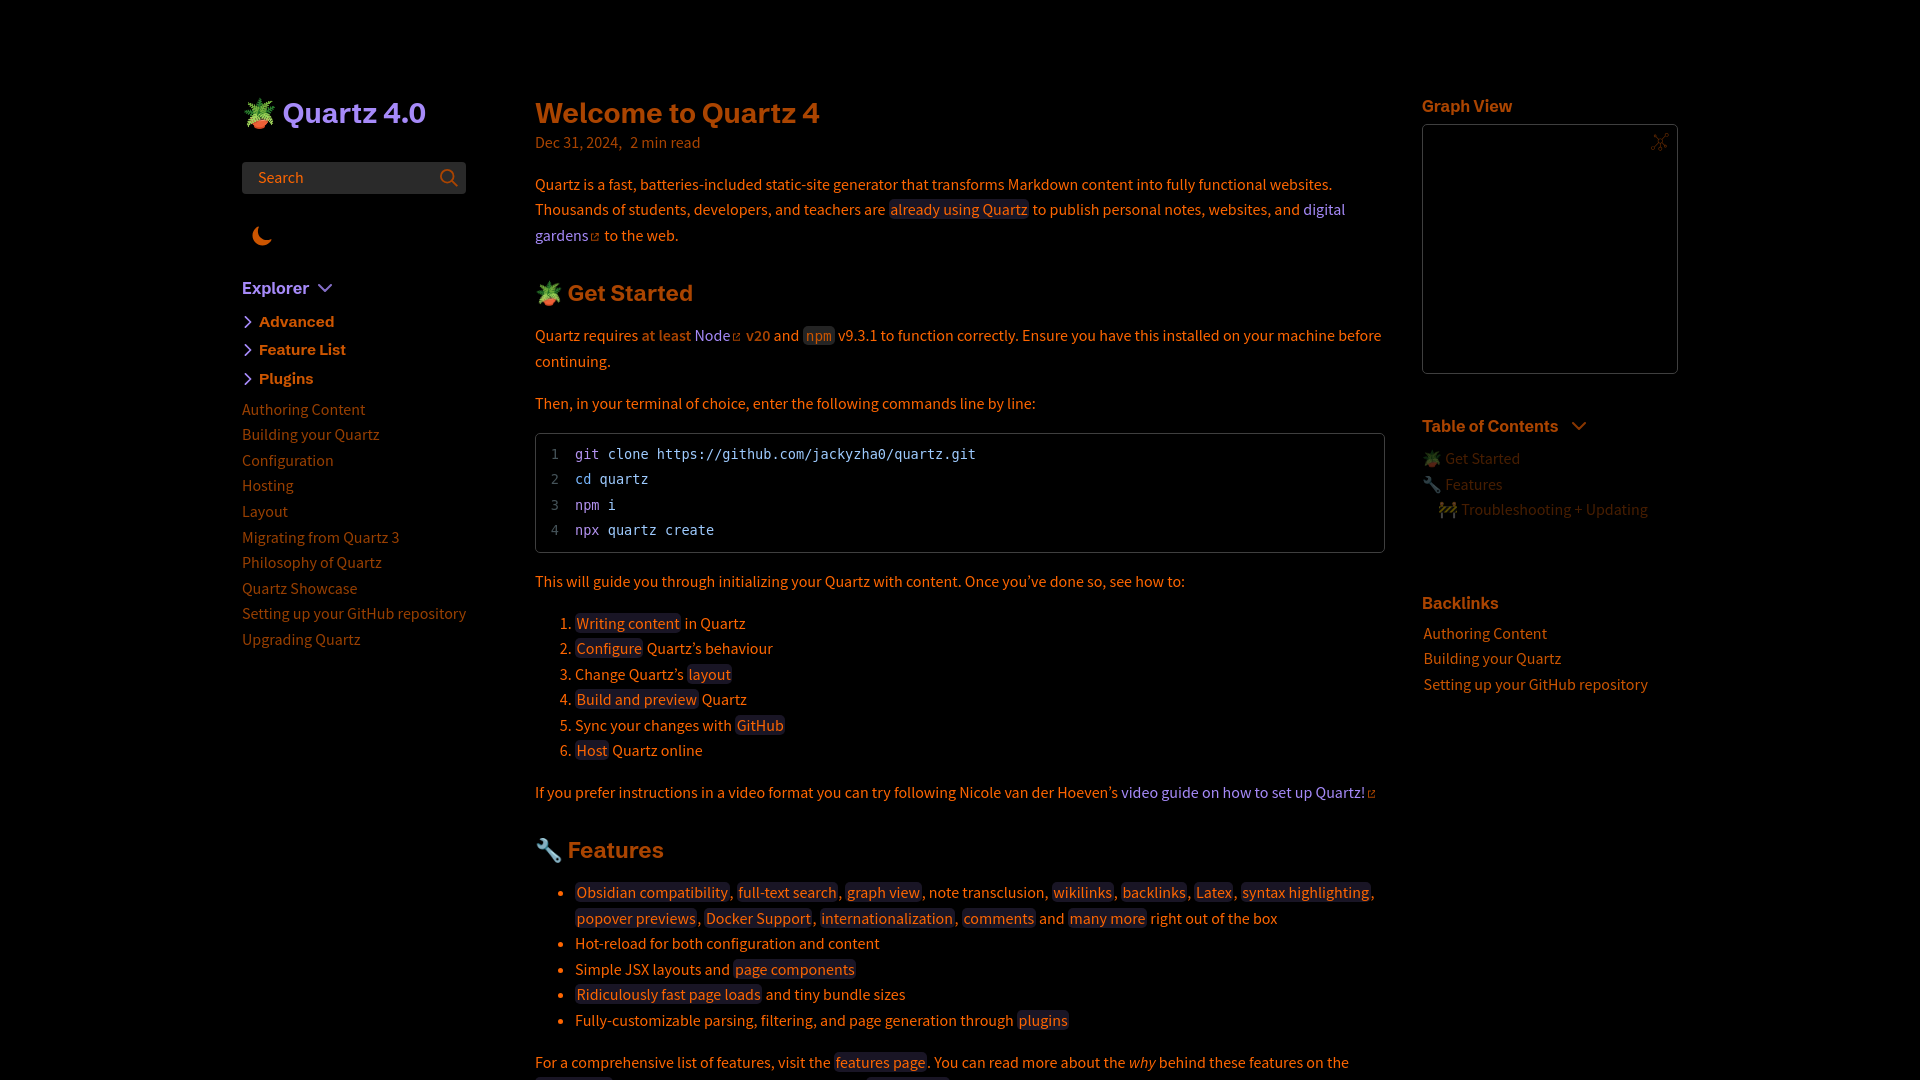 Quartz 4.0
Search
Explorer
Advanced
Feature List
Plugins
Authoring Content
Building your Quartz
Configuration
Hosting
Layout
Migrating from Quartz 3
Philosophy of Quartz
Quartz Showcase
Setting up your GitHub repository
Upgrading Quartz
Welcome to Quartz 4
Dec 31, 2024, 2 min read
Quartz is a fast, batteries-included static-site generator that transforms Markdown content into fully functional websites.
Thousands of students, developers, and teachers are already using Quartz to publish personal notes, websites, and digital
gardens to the web.
🪴 Get Started
Quartz requires at least Node v20 and npm v9.3.1 to function correctly. Ensure you have this installed on your machine before
continuing.
Then, in your terminal of choice, enter the following commands line by line:
1 git clone https://github.com/jackyzha0/quartz.git
2 cd quartz
3 npm i
4 npx quartz create
This will guide you through initializing your Quartz with content. Once you’ve done so, see how to:
1. Writing content in Quartz
2. Configure Quartz’s behaviour
3. Change Quartz’s layout
4. Build and preview Quartz
5. Sync your changes with GitHub
6. Host Quartz online
If you prefer instructions in a video format you can try following Nicole van der Hoeven’s video guide on how to set up Quartz!
🔧 Features
• Obsidian compatibility, full-text search, graph view, note transclusion, wikilinks, backlinks, Latex, syntax highlighting,
popover previews, Docker Support, internationalization, comments and many more right out of the box
• Hot-reload for both configuration and content
• Simple JSX layouts and page components
• Ridiculously fast page loads and tiny bundle sizes
• Fully-customizable parsing, filtering, and page generation through plugins
For a comprehensive list of features, visit the features page. You can read more about the why behind these features on the
Graph View
Table of Contents
🪴 Get Started
🔧 Features
🚧 Troubleshooting + Updating
Backlinks
Authoring Content
Building your Quartz
Setting up your GitHub repository